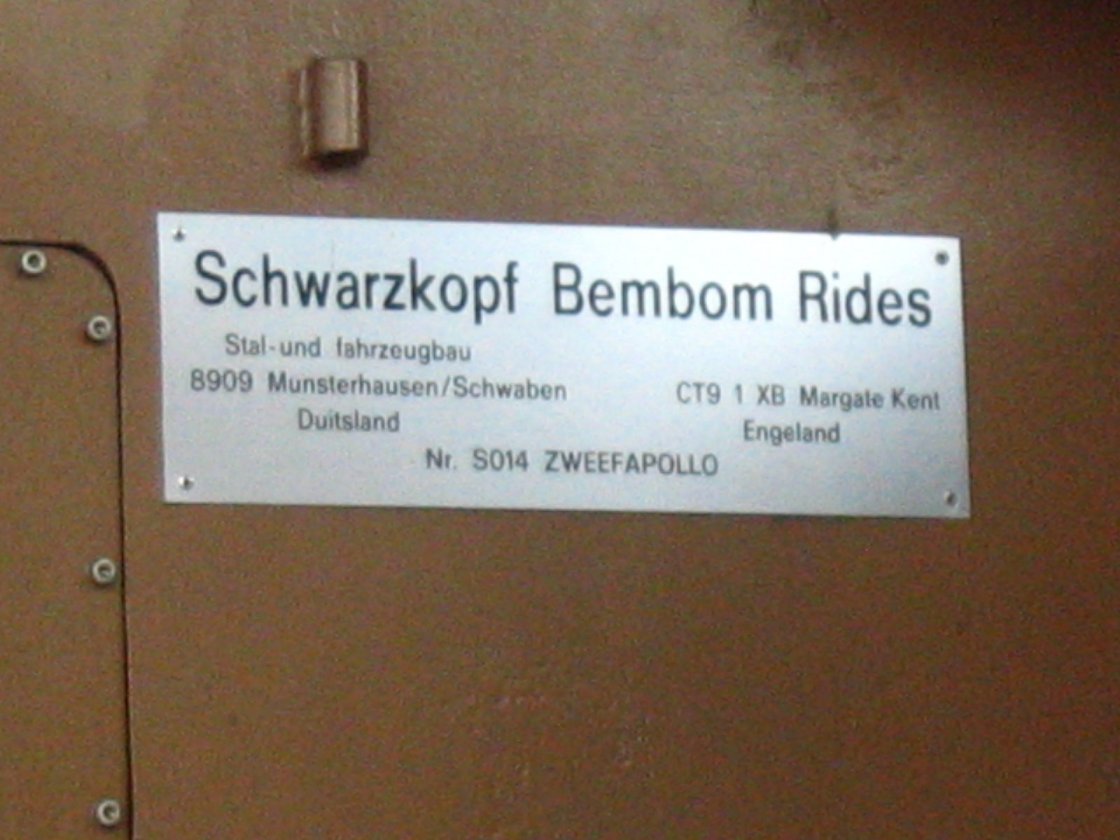 Schwarzkopf Bembom Rides
Stal-und fahrzeugbau
8909 Munsterhausen/Schwaben CT9 1 XB Margate Kent
Duitsland Engeland
Nr. S014 ZWEEFAPOLLO